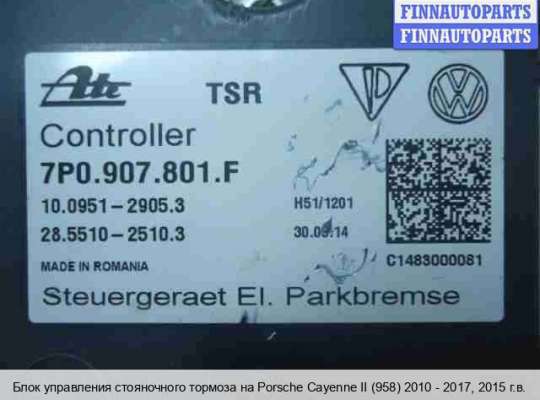 FINNAUTOPARTS
FINNAUTOPARTS
Ate TSR
Controller
7P0.907.801.F
10.0951-2905.3 H51/1201
28.5510-2510.3 30.09.14
MADE IN ROMANIA C1483000081
Steuergeraet El. Parkbremse
Блок управления стояночного тормоза на Porsche Cayenne II (958) 2010 - 2017, 2015 г.в.